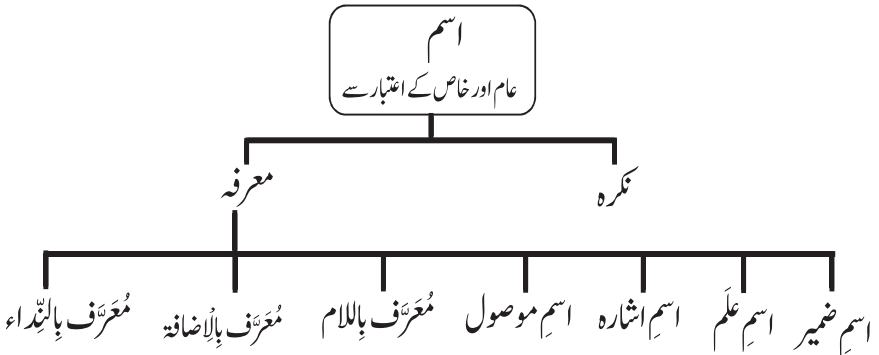 اسم
عام اور خاص کے اعتبار سے
نکرہ
معرفہ
اسمِ ضمیر
اسمِ علَم
اسمِ اشارہ
اسمِ موصول
مُعَرَّف بِاللام
مُعَرَّف بِالْاِضافۃ
مُعَرَّف بِالنِّداء